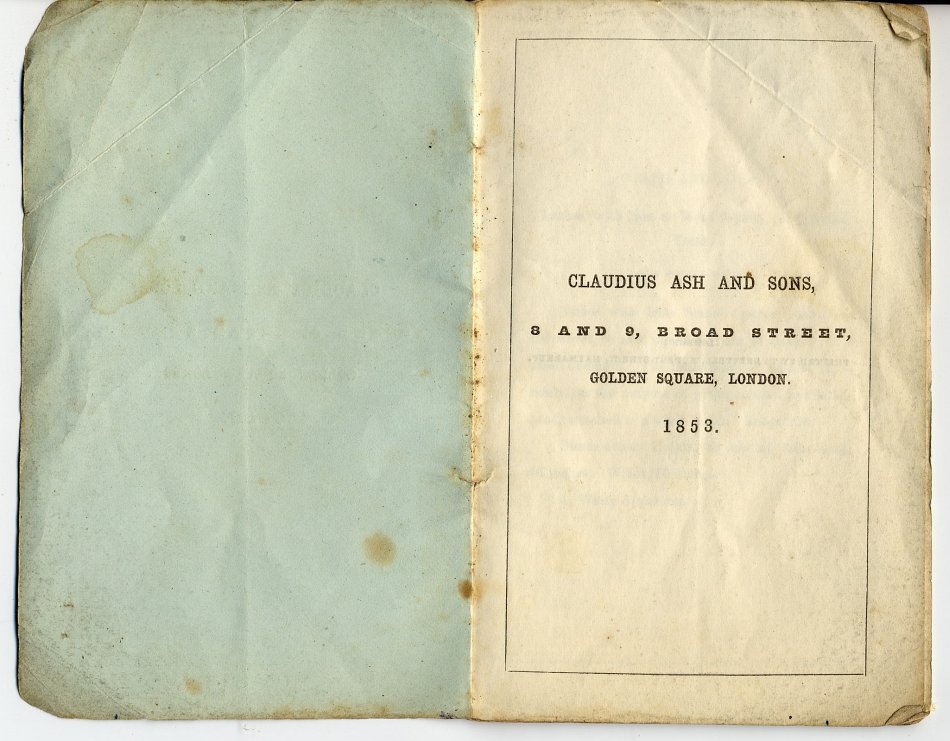 CLAUDIUS ASH AND SONS,
8 AND 9, BROAD STREET,
GOLDEN SQUARE, LONDON.
1853.